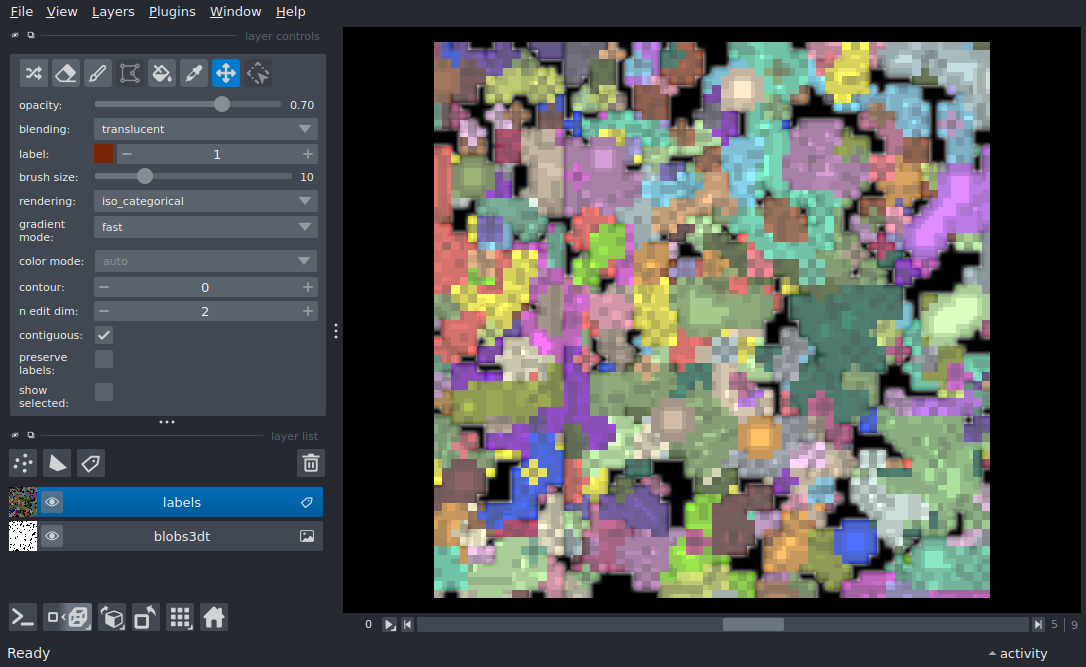 File View Layers Plugins Window Help
layer controls
opacity: 0.70
blending: translucent
label: 1
brush size: 10
rendering: iso_categorical
gradient
mode: fast
color mode: auto
contour: 0
n edit dim: 2
contiguous:
preserve
labels:
show
selected:
layer list
labels
blobs3dt
0 5 | 9
Ready activity